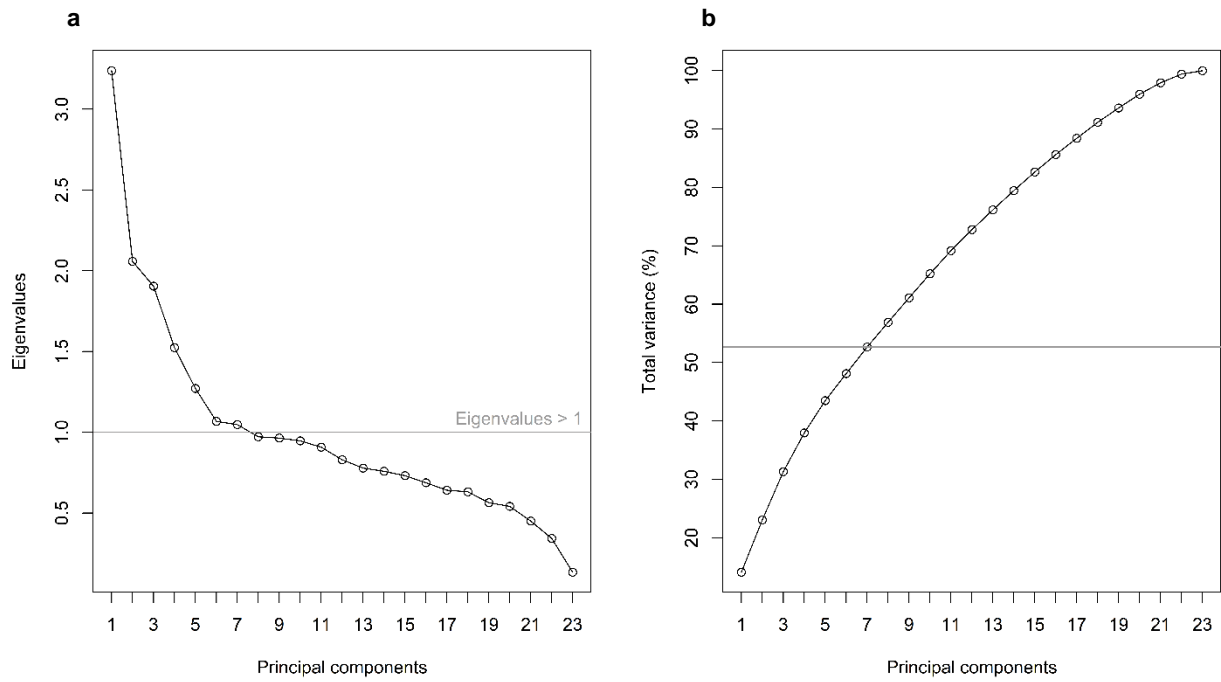 a
Eigenvalues
3.0
2.5
2.0
1.5
1.0
0.5
Eigenvalues > 1
1 3 5 7 9 11 13 15 17 19 21 23
Principal components
b
Total variance (%)
100
90
80
70
60
50
40
30
20
1 3 5 7 9 11 13 15 17 19 21 23
Principal components